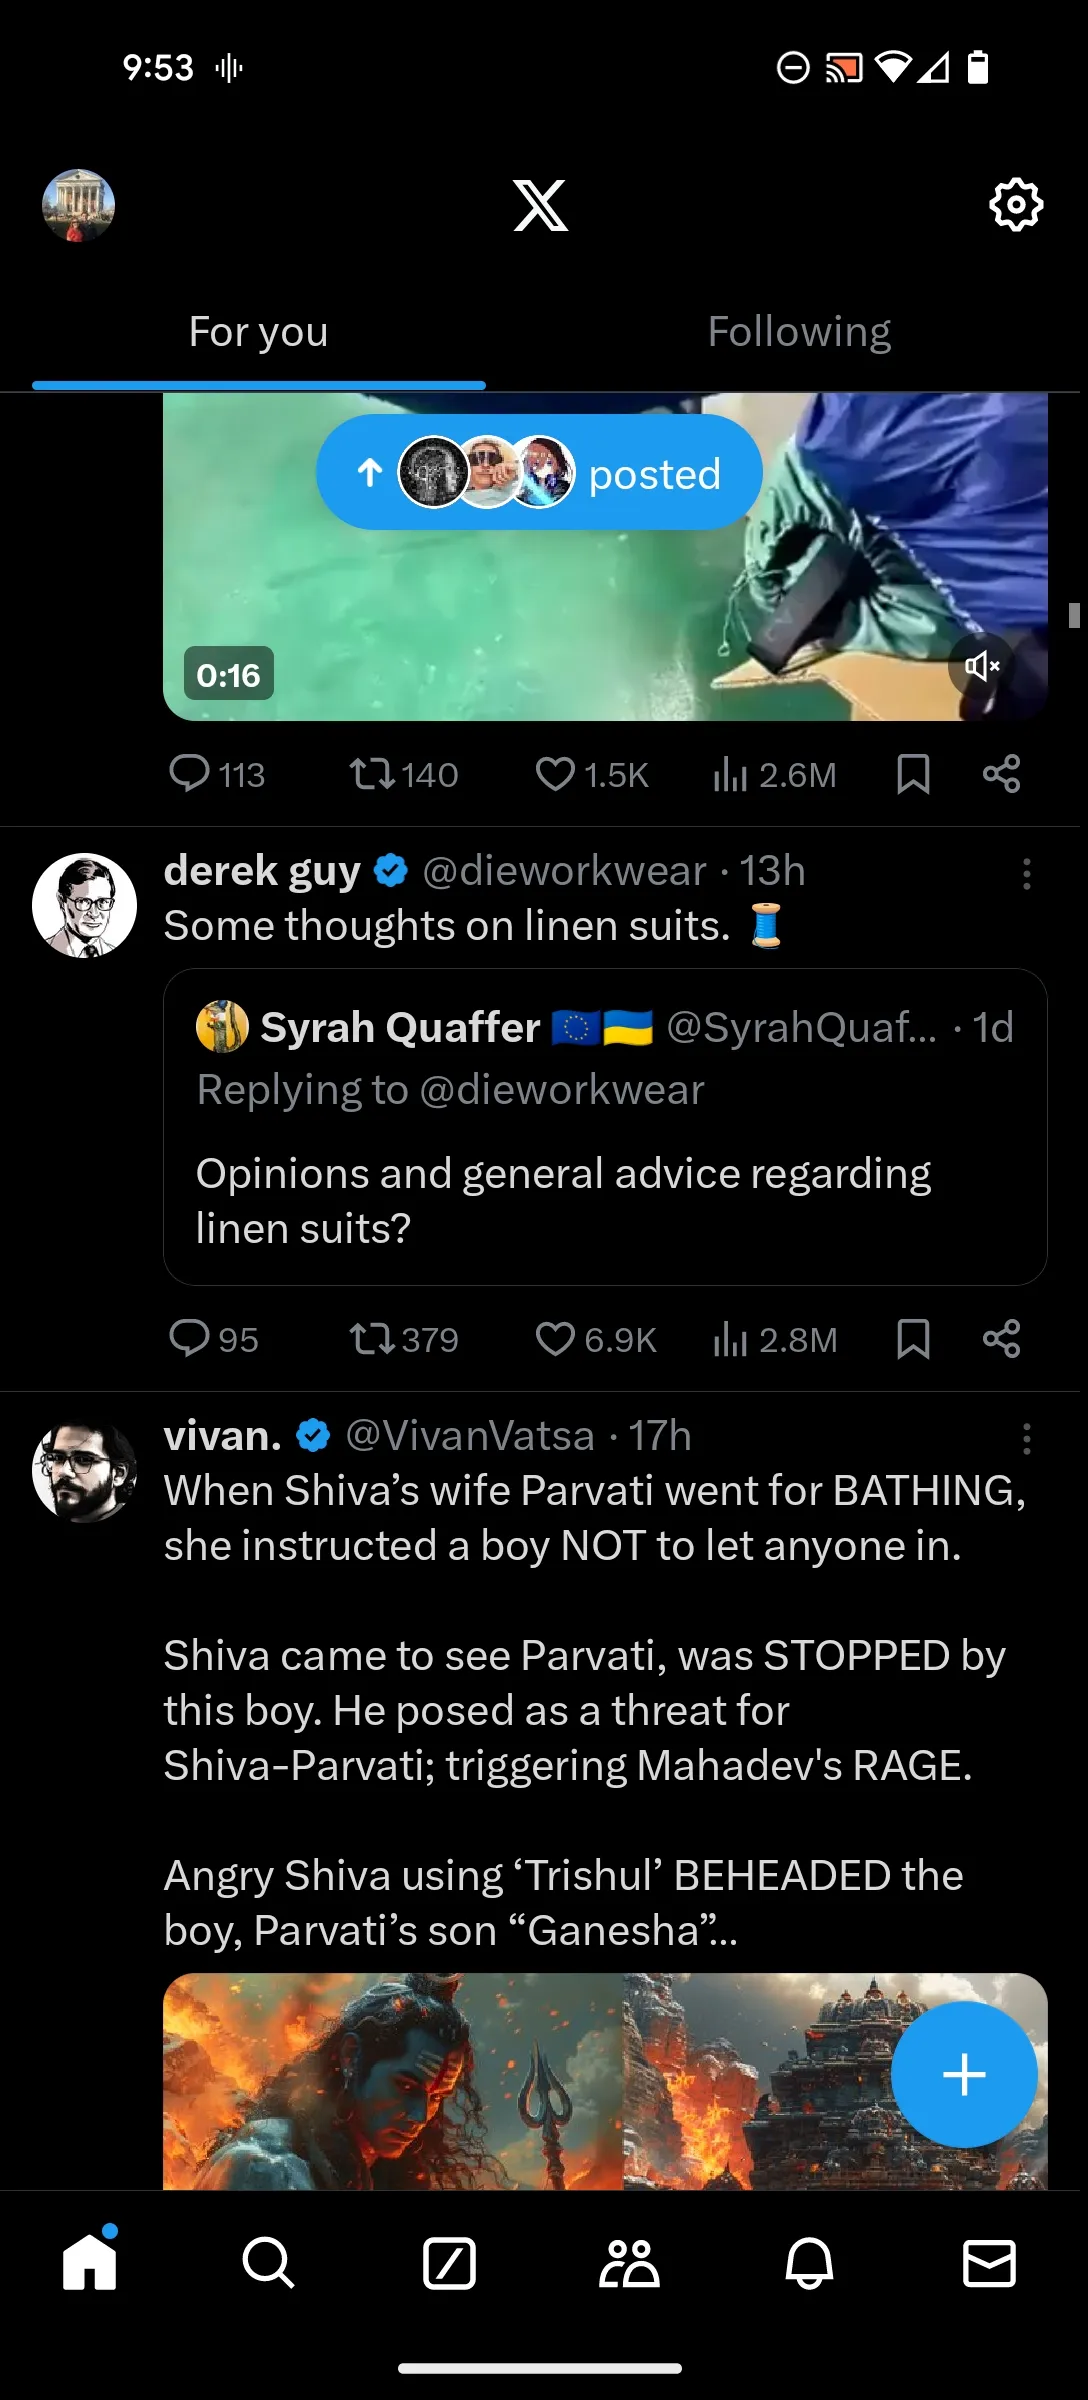 9:53
For you
Following
posted
0:16
113
140
1.5K
2.6M
derek guy @dieworkwear · 13h
Some thoughts on linen suits. 🧵
Syrah Quaffer 🇪🇺🇺🇦 @SyrahQuaf... · 1d
Replying to @dieworkwear
Opinions and general advice regarding
linen suits?
95
379
6.9K
2.8M
vivan. @VivanVatsa · 17h
When Shiva’s wife Parvati went for BATHING,
she instructed a boy NOT to let anyone in.
Shiva came to see Parvati, was STOPPED by
this boy. He posed as a threat for
Shiva-Parvati; triggering Mahadev's RAGE.
Angry Shiva using ‘Trishul’ BEHEADED the
boy, Parvati’s son “Ganesha”...